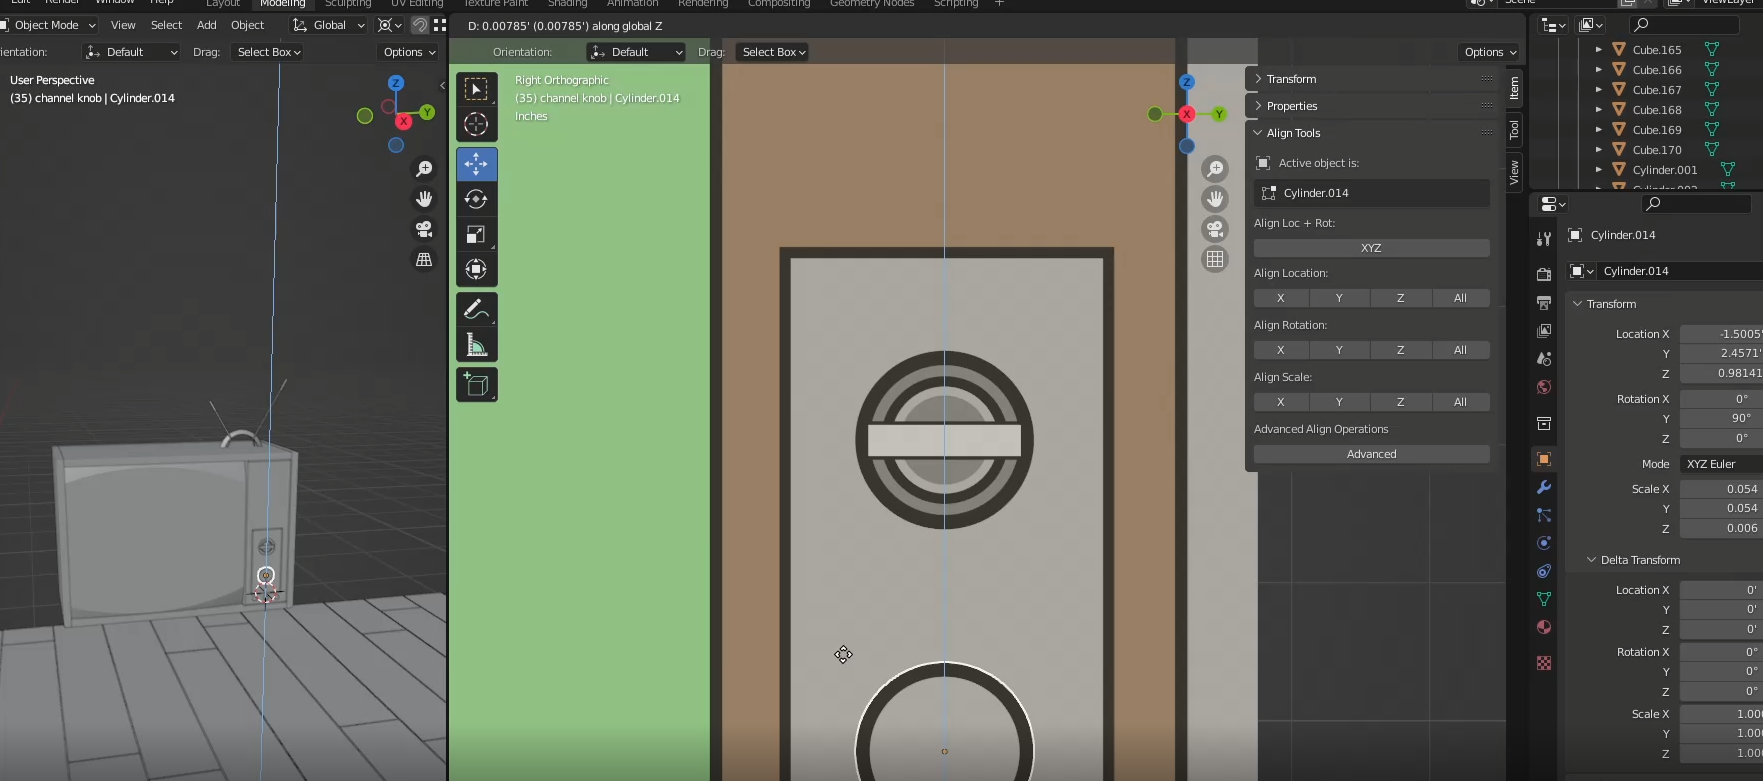 Edit Render Window Help Layout Modeling Sculpting UV Editing Texture Paint Shading Animation Rendering Compositing Geometry Nodes Scripting + Scene ViewLayer
Object Mode View Select Add Object Global
D: 0.00785' (0.00785') along global Z
ientation: Default Drag: Select Box Options
Orientation: Default Drag: Select Box Options
User Perspective
(35) channel knob | Cylinder.014
Z
Y
X
Right Orthographic
(35) channel knob | Cylinder.014
Inches
Z
X
Y
Transform
Properties
Align Tools
Active object is:
Cylinder.014
Align Loc + Rot:
XYZ
Align Location:
X Y Z All
Align Rotation:
X Y Z All
Align Scale:
X Y Z All
Advanced Align Operations
Advanced
Item
Tool
View
Cube.165
Cube.166
Cube.167
Cube.168
Cube.169
Cube.170
Cylinder.001
Cylinder.014
Cylinder.014
Transform
Location X -1.5005'
Y 2.4571'
Z 0.98141
Rotation X 0°
Y 90°
Z 0°
Mode XYZ Euler
Scale X 0.054
Y 0.054
Z 0.006
Delta Transform
Location X 0'
Y 0'
Z 0'
Rotation X 0°
Y 0°
Z 0°
Scale X 1.00
Y 1.00
Z 1.00